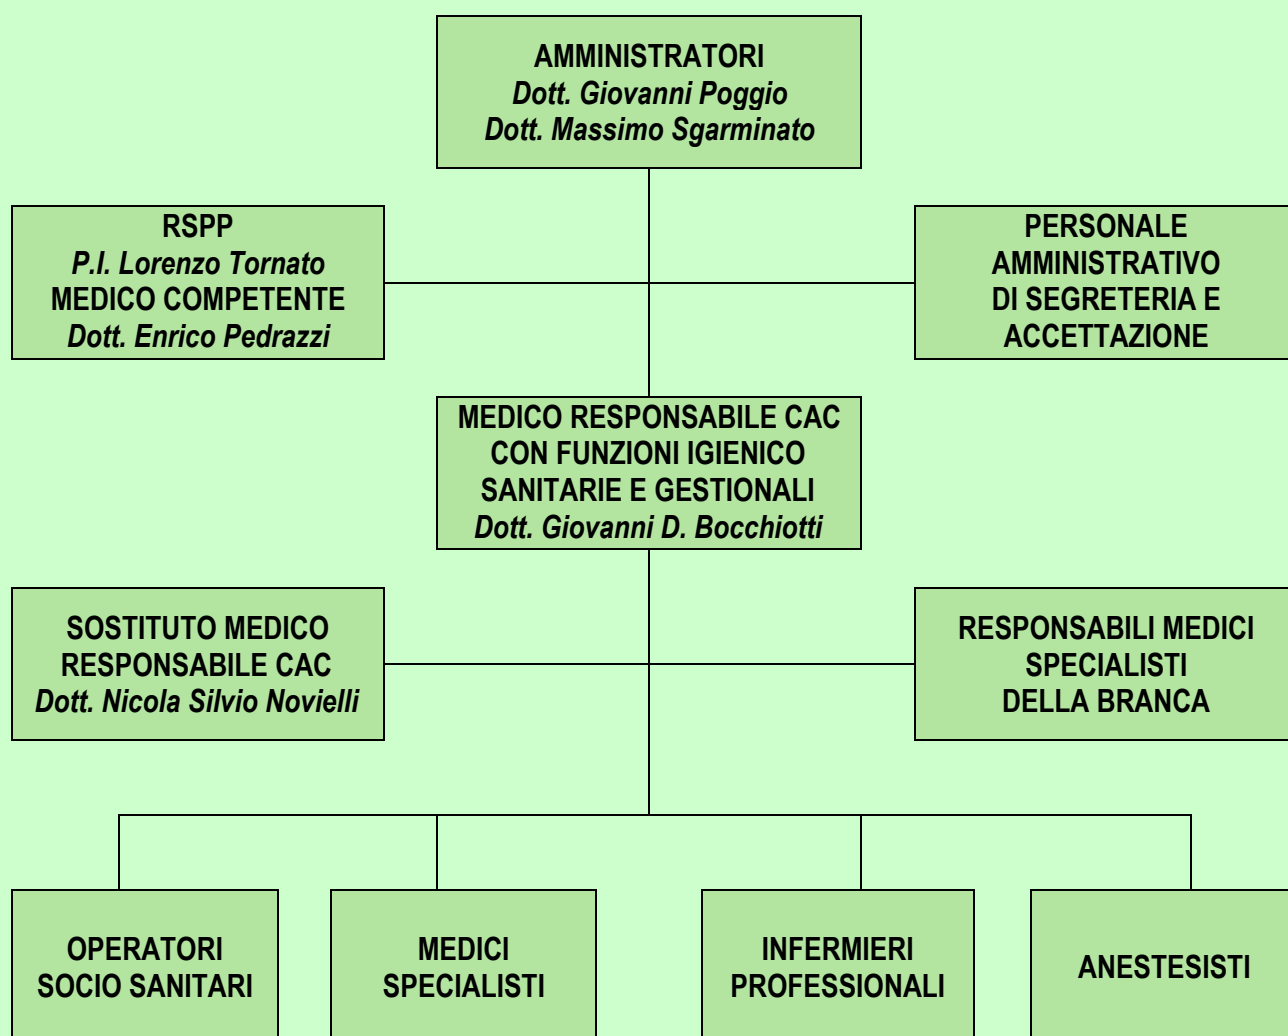 AMMINISTRATORI
Dott. Giovanni Poggio
Dott. Massimo Sgarminato
RSPP
P.I. Lorenzo Tornato
MEDICO COMPETENTE
Dott. Enrico Pedrazzi
PERSONALE
AMMINISTRATIVO
DI SEGRETERIA E
ACCETTAZIONE
MEDICO RESPONSABILE CAC
CON FUNZIONI IGIENICO
SANITARIE E GESTIONALI
Dott. Giovanni D. Bocchiotti
SOSTITUTO MEDICO
RESPONSABILE CAC
Dott. Nicola Silvio Novielli
RESPONSABILI MEDICI
SPECIALISTI
DELLA BRANCA
OPERATORI
SOCIO SANITARI
MEDICI
SPECIALISTI
INFERMIERI
PROFESSIONALI
ANESTESISTI